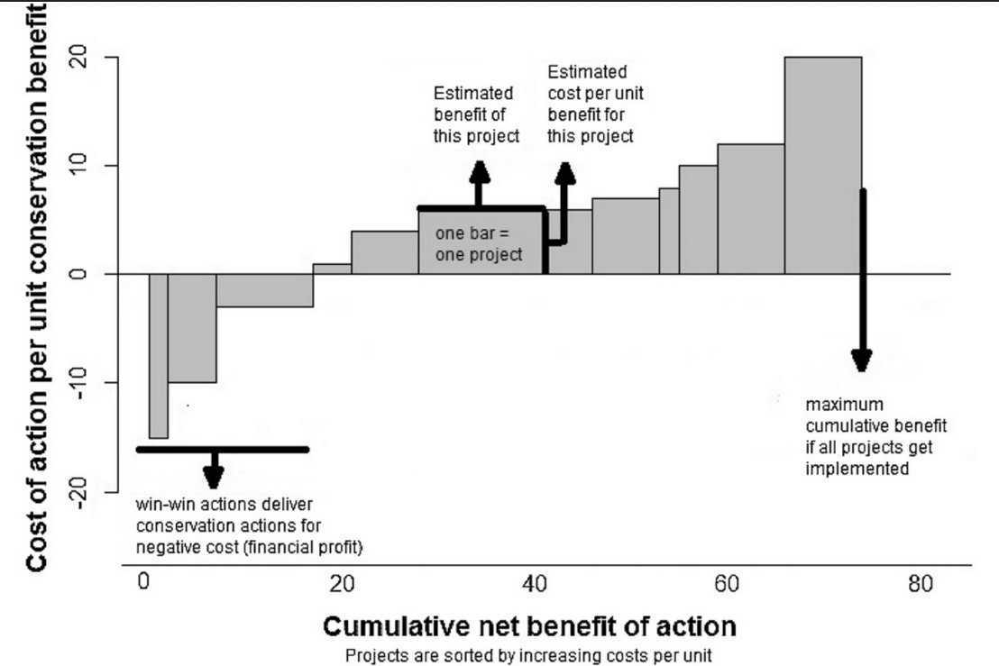 Cost of action per unit conservation benefit
20
10
0
-10
-20
Estimated
benefit of
this project
Estimated
cost per unit
benefit for
this project
one bar =
one project
maximum
cumulative benefit
if all projects get
implemented
win-win actions deliver
conservation actions for
negative cost (financial profit)
0
20
40
60
80
Cumulative net benefit of action
Projects are sorted by increasing costs per unit